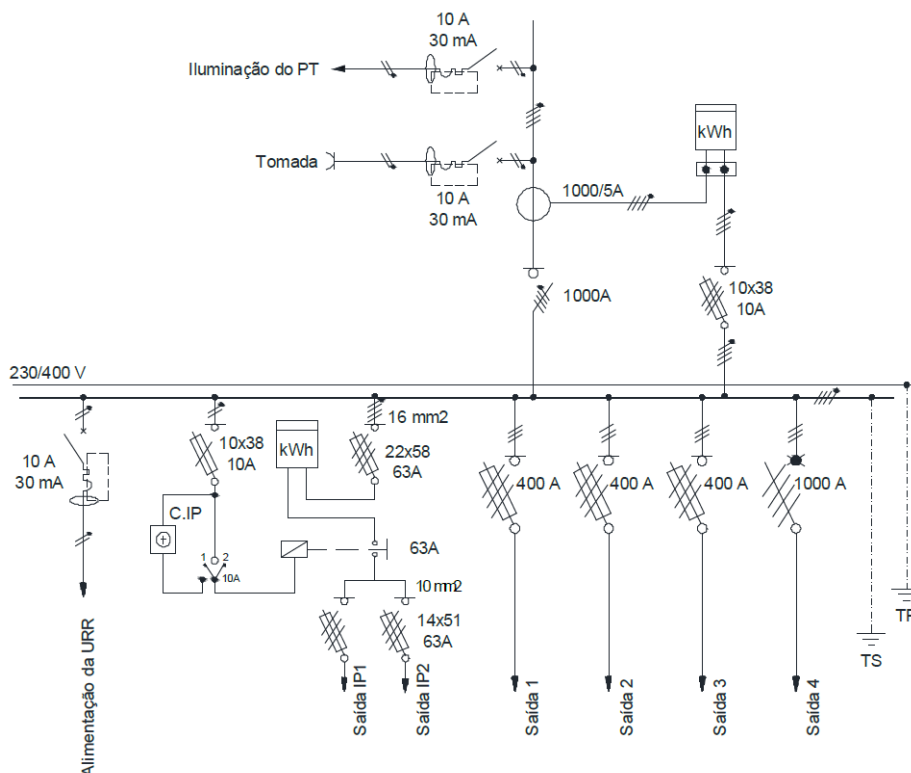 10 A
30 mA
Iluminação do PT
kWh
Tomada
10 A
30 mA
1000/5A
1000A
10x38
10A
230/400 V
16 mm2
10x38
10A
kWh
22x58
63A
10 A
30 mA
400 A
400 A
400 A
1000 A
C.IP
1
2
10A
63A
10 mm2
14x51
63A
TP
TS
Alimentação da URR
Saída IP1
Saída IP2
Saída 1
Saída 2
Saída 3
Saída 4